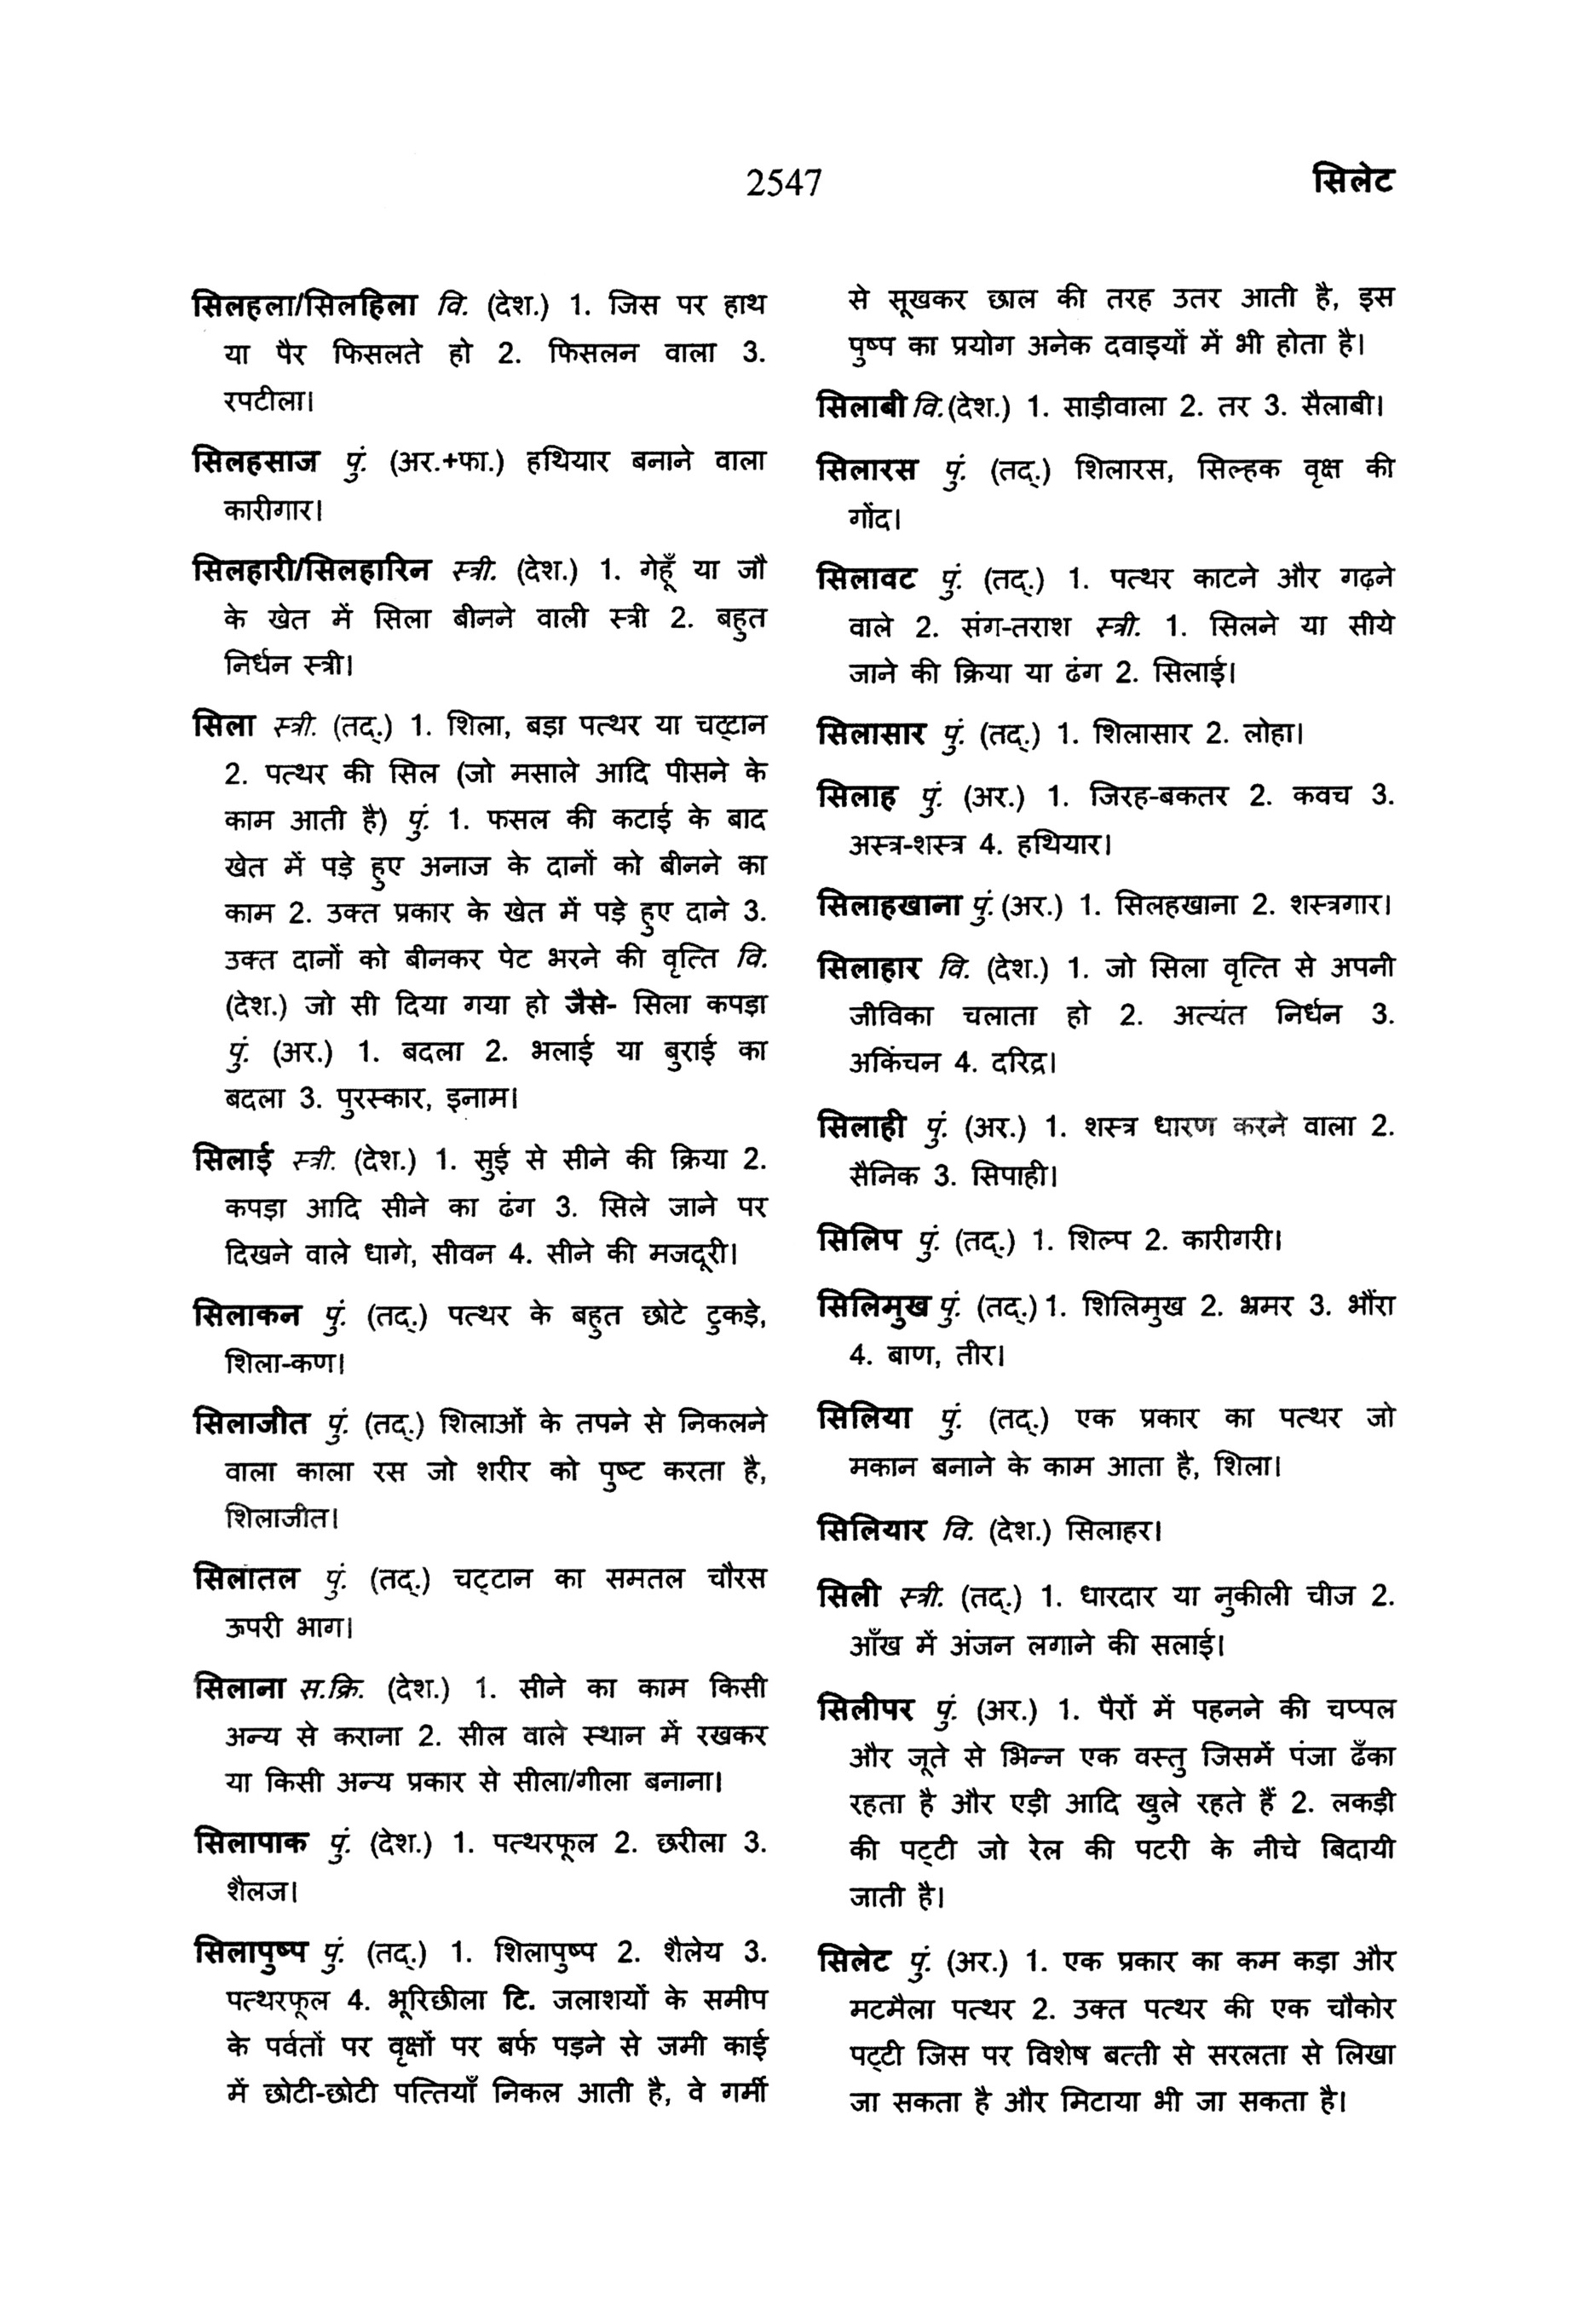 2547
सिलेट
सिलहला/सिलहिला वि. (देश.) 1. जिस पर हाथ
या पैर फिसलते हो 2. फिसलन वाला 3.
रपटीला।
सिलहसाज पुं. (अर.+फा.) हथियार बनाने वाला
कारीगार।
सिलहारी/सिलहारिन स्त्री. (देश.) 1. गेहूँ या जौ
के खेत में सिला बीनने वाली स्त्री 2. बहुत
निर्धन स्त्री।
सिला स्त्री. (तद्.) 1. शिला, बड़ा पत्थर या चट्टान
2. पत्थर की सिल (जो मसाले आदि पीसने के
काम आती है) पुं. 1. फसल की कटाई के बाद
खेत में पड़े हुए अनाज के दानों को बीनने का
काम 2. उक्त प्रकार के खेत में पड़े हुए दाने 3.
उक्त दानों को बीनकर पेट भरने की वृत्ति वि.
(देश.) जो सी दिया गया हो जैसे- सिला कपड़ा
पुं. (अर.) 1. बदला 2. भलाई या बुराई का
बदला 3. पुरस्कार, इनाम।
सिलाई स्त्री. (देश.) 1. सुई से सीने की क्रिया 2.
कपड़ा आदि सीने का ढंग 3. सिले जाने पर
दिखने वाले धागे, सीवन 4. सीने की मजदूरी।
सिलाकन पुं. (तद्.) पत्थर के बहुत छोटे टुकड़े,
शिला-कण।
सिलाजीत पुं. (तद्.) शिलाओं के तपने से निकलने
वाला काला रस जो शरीर को पुष्ट करता है,
शिलाजीत।
सिलातल पुं. (तद्.) चट्टान का समतल चौरस
ऊपरी भाग।
सिलाना स.क्रि. (देश.) 1. सीने का काम किसी
अन्य से कराना 2. सील वाले स्थान में रखकर
या किसी अन्य प्रकार से सीला/गीला बनाना।
सिलापाक पुं. (देश.) 1. पत्थरफूल 2. छरीला 3.
शैलज।
सिलापुष्प पुं. (तद्.) 1. शिलापुष्प 2. शैलेय 3.
पत्थरफूल 4. भूरिछीला टि. जलाशयों के समीप
के पर्वतों पर वृक्षों पर बर्फ पड़ने से जमी काई
में छोटी-छोटी पत्तियाँ निकल आती है, वे गर्मी
से सूखकर छाल की तरह उतर आती है, इस
पुष्प का प्रयोग अनेक दवाइयों में भी होता है।
सिलाबी वि.(देश.) 1. साड़ीवाला 2. तर 3. सैलाबी।
सिलारस पुं. (तद्.) शिलारस, सिल्हक वृक्ष की
गोंद।
सिलावट पुं. (तद्.) 1. पत्थर काटने और गढ़ने
वाले 2. संग-तराश स्त्री. 1. सिलने या सीये
जाने की क्रिया या ढंग 2. सिलाई।
सिलासार पुं. (तद्.) 1. शिलासार 2. लोहा।
सिलाह पुं. (अर.) 1. जिरह-बकतर 2. कवच 3.
अस्त्र-शस्त्र 4. हथियार।
सिलाहखाना पुं. (अर.) 1. सिलहखाना 2. शस्त्रगार।
सिलाहार वि. (देश.) 1. जो सिला वृत्ति से अपनी
जीविका चलाता हो 2. अत्यंत निर्धन 3.
अकिंचन 4. दरिद्र।
सिलाही पुं. (अर.) 1. शस्त्र धारण करने वाला 2.
सैनिक 3. सिपाही।
सिलिप पुं. (तद्.) 1. शिल्प 2. कारीगरी।
सिलिमुख पुं. (तद्.) 1. शिलिमुख 2. भ्रमर 3. भौंरा
4. बाण, तीर।
सिलिया पुं. (तद्.) एक प्रकार का पत्थर जो
मकान बनाने के काम आता है, शिला।
सिलियार वि. (देश.) सिलाहर।
सिली स्त्री. (तद्.) 1. धारदार या नुकीली चीज 2.
आँख में अंजन लगाने की सलाई।
सिलीपर पुं. (अर.) 1. पैरों में पहनने की चप्पल
और जूते से भिन्न एक वस्तु जिसमें पंजा ढँका
रहता है और एड़ी आदि खुले रहते हैं 2. लकड़ी
की पट्टी जो रेल की पटरी के नीचे बिदायी
जाती है।
सिलेट पुं. (अर.) 1. एक प्रकार का कम कड़ा और
मटमैला पत्थर 2. उक्त पत्थर की एक चौकोर
पट्टी जिस पर विशेष बत्ती से सरलता से लिखा
जा सकता है और मिटाया भी जा सकता है।